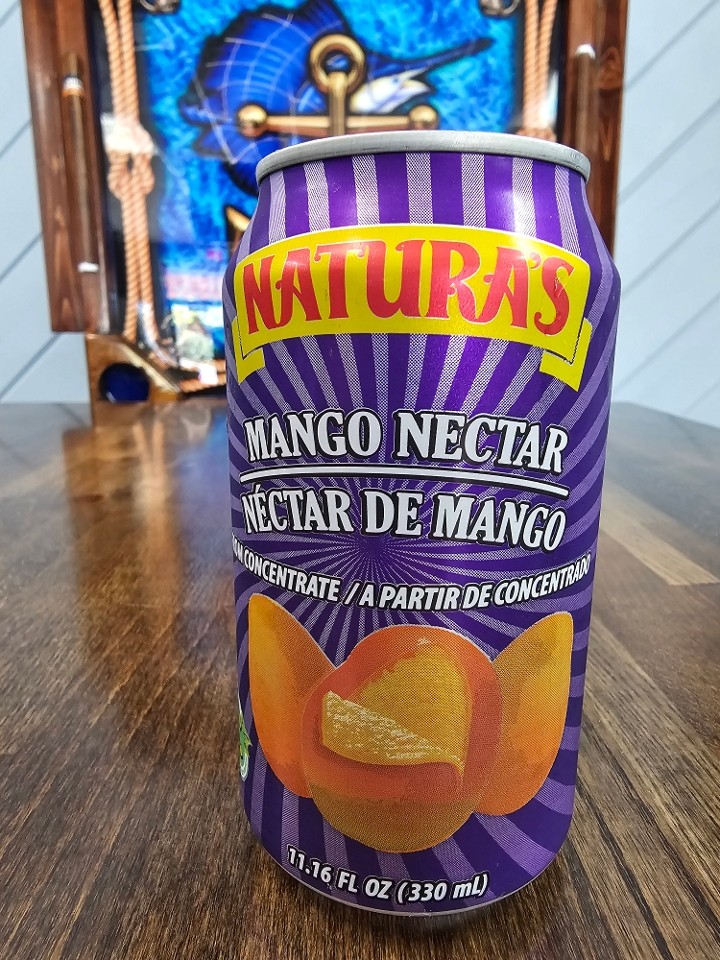 NATURA'S
MANGO NECTAR
NÉCTAR DE MANGO
CONCENTRATE / A PARTIR DE CONCENTRADO
11.16 FL OZ (330 mL)